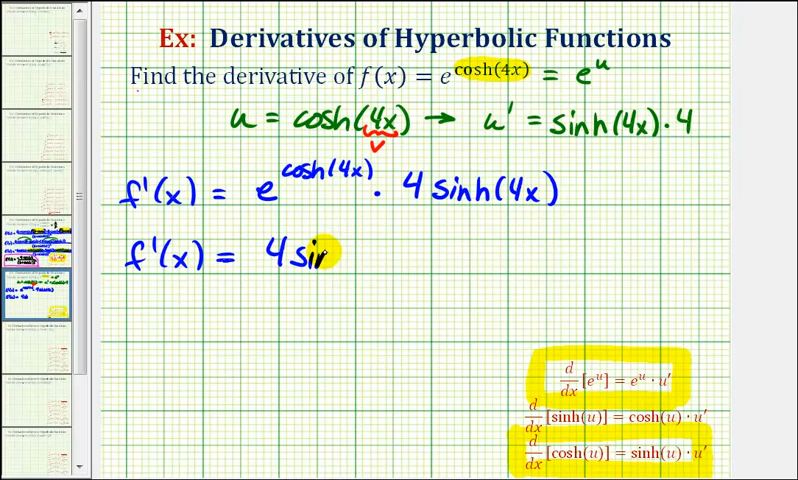 Ex: Derivatives of Hyperbolic Functions
Find the derivative of f(x) = e^cosh(4x) = e^u
u = cosh(4x) → u' = sinh(4x) · 4
v
f'(x) = e^cosh(4x) · 4 sinh(4x)
f'(x) = 4 sin
d/dx [e^u] = e^u · u'
d/dx [sinh(u)] = cosh(u) · u'
d/dx [cosh(u)] = sinh(u) · u'